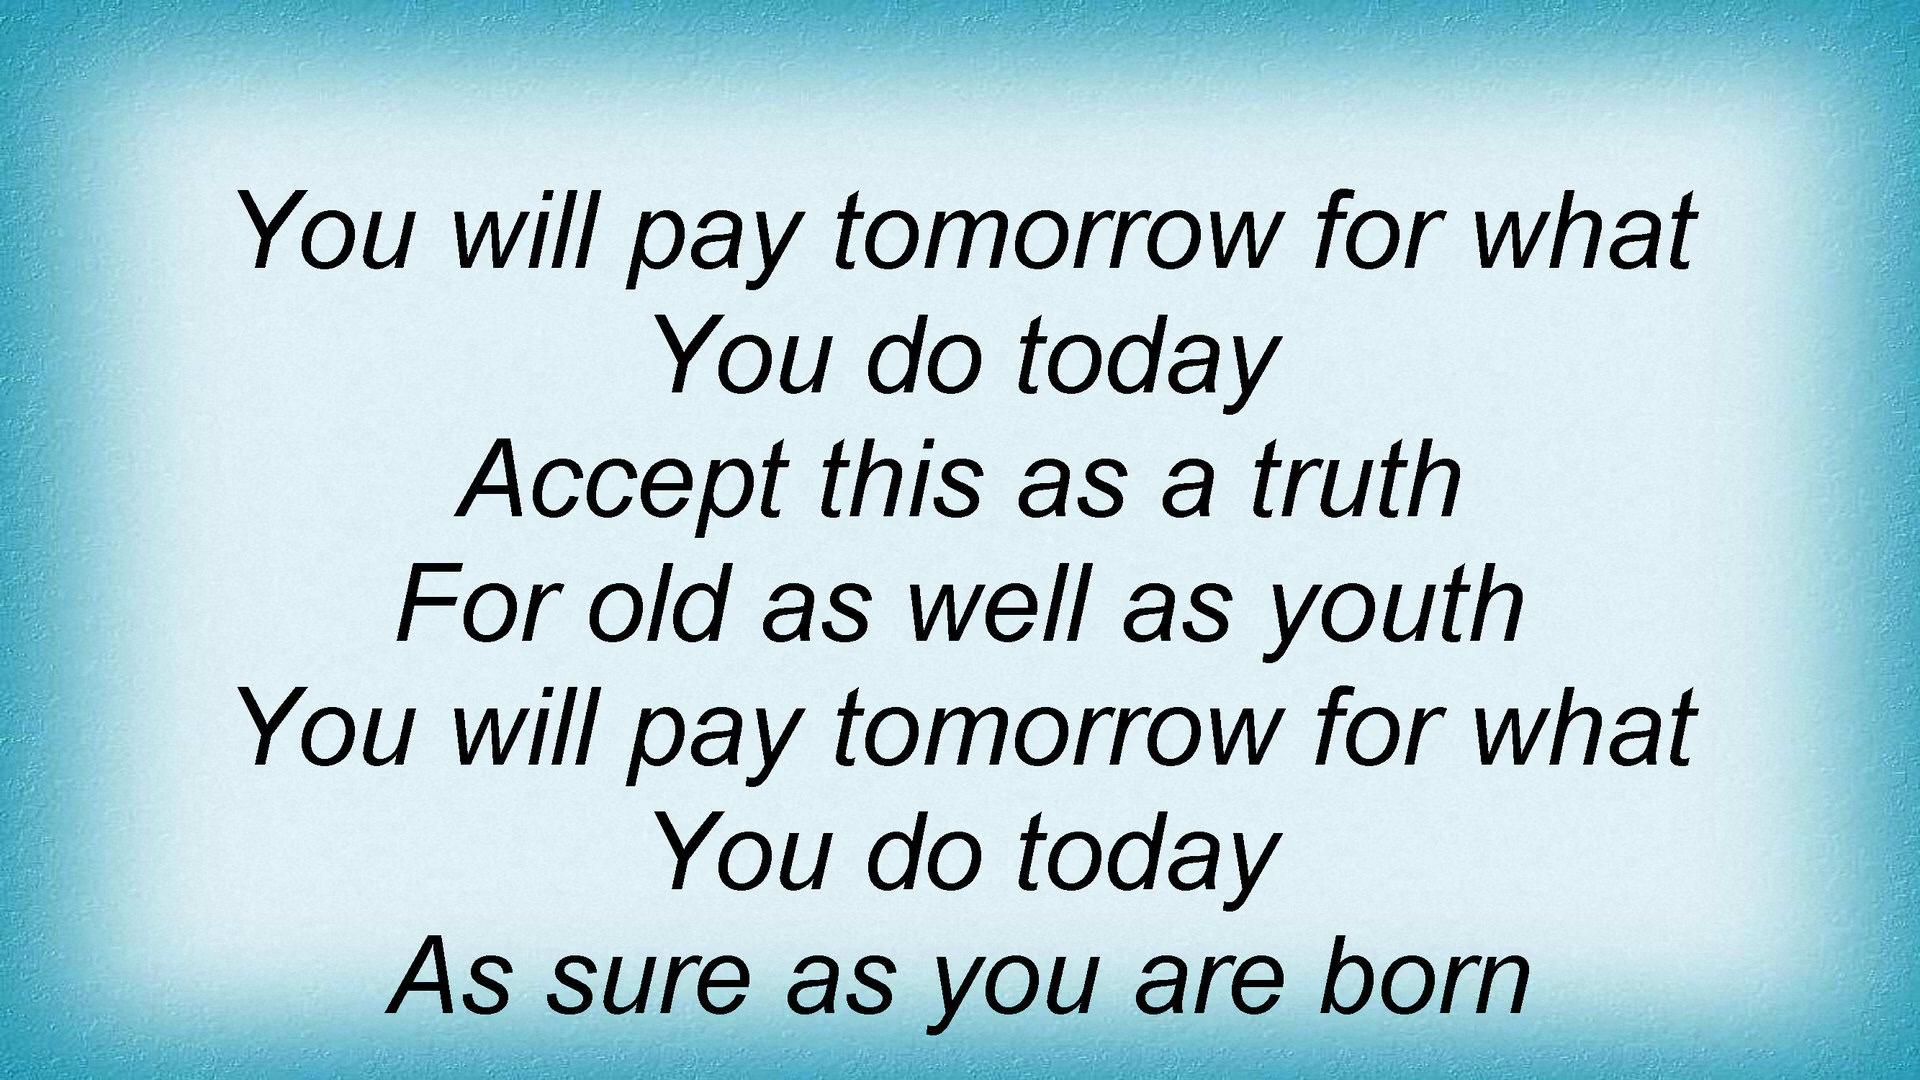 You will pay tomorrow for what
You do today
Accept this as a truth
For old as well as youth
You will pay tomorrow for what
You do today
As sure as you are born